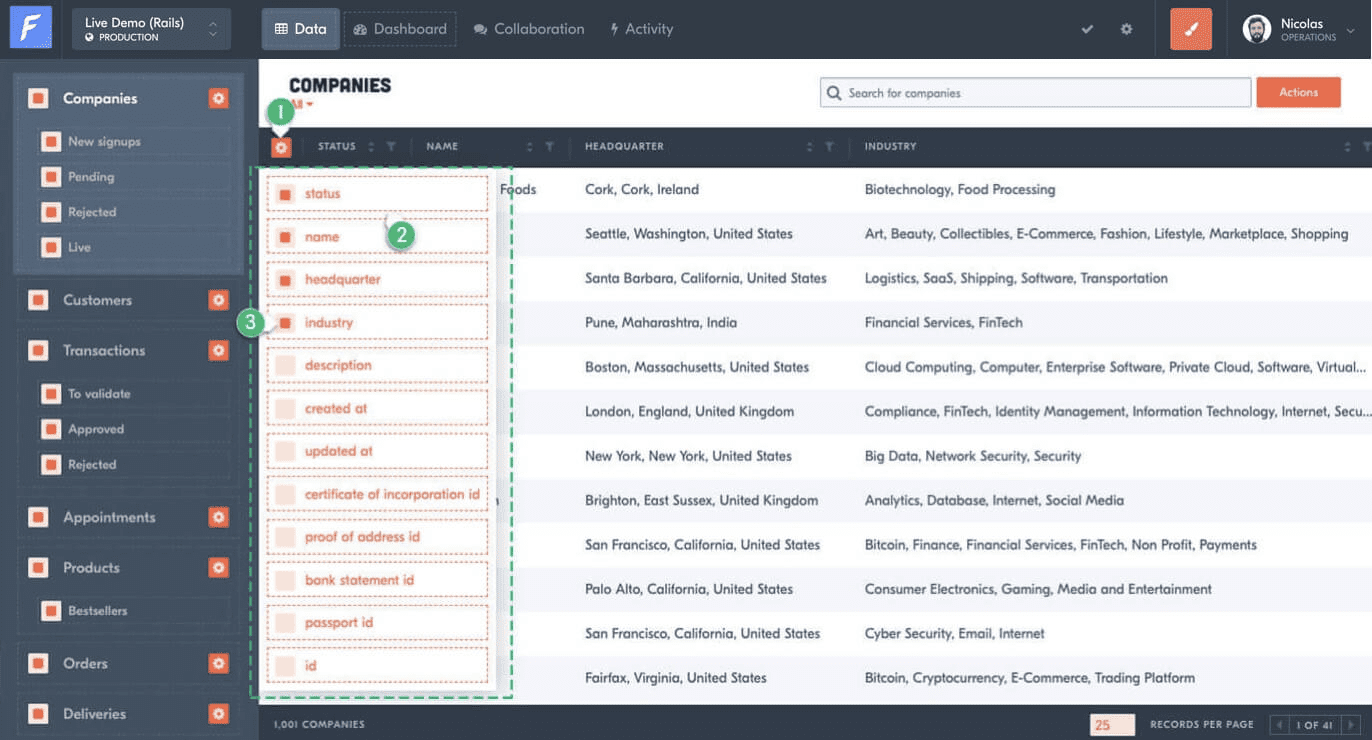 Live Demo (Rails)
PRODUCTION
Data
Dashboard
Collaboration
Activity
Nicolas
OPERATIONS
Companies
New signups
Pending
Rejected
Live
Customers
Transactions
To validate
Approved
Rejected
Appointments
Products
Bestsellers
Orders
Deliveries
COMPANIES
Search for companies
Actions
1
STATUS
NAME
HEADQUARTER
INDUSTRY
2
3
status
name
headquarter
industry
description
created at
updated at
certificate of incorporation id
proof of address id
bank statement id
passport id
id
Foods
Cork, Cork, Ireland
Biotechnology, Food Processing
Seattle, Washington, United States
Art, Beauty, Collectibles, E-Commerce, Fashion, Lifestyle, Marketplace, Shopping
Santa Barbara, California, United States
Logistics, SaaS, Shipping, Software, Transportation
Pune, Maharashtra, India
Financial Services, FinTech
Boston, Massachusetts, United States
Cloud Computing, Computer, Enterprise Software, Private Cloud, Software, Virtual...
London, England, United Kingdom
Compliance, FinTech, Identity Management, Information Technology, Internet, Secu...
New York, New York, United States
Big Data, Network Security, Security
Brighton, East Sussex, United Kingdom
Analytics, Database, Internet, Social Media
San Francisco, California, United States
Bitcoin, Finance, Financial Services, FinTech, Non Profit, Payments
Palo Alto, California, United States
Consumer Electronics, Gaming, Media and Entertainment
San Francisco, California, United States
Cyber Security, Email, Internet
Fairfax, Virginia, United States
Bitcoin, Cryptocurrency, E-Commerce, Trading Platform
1,001 COMPANIES
25
RECORDS PER PAGE
1 OF 41